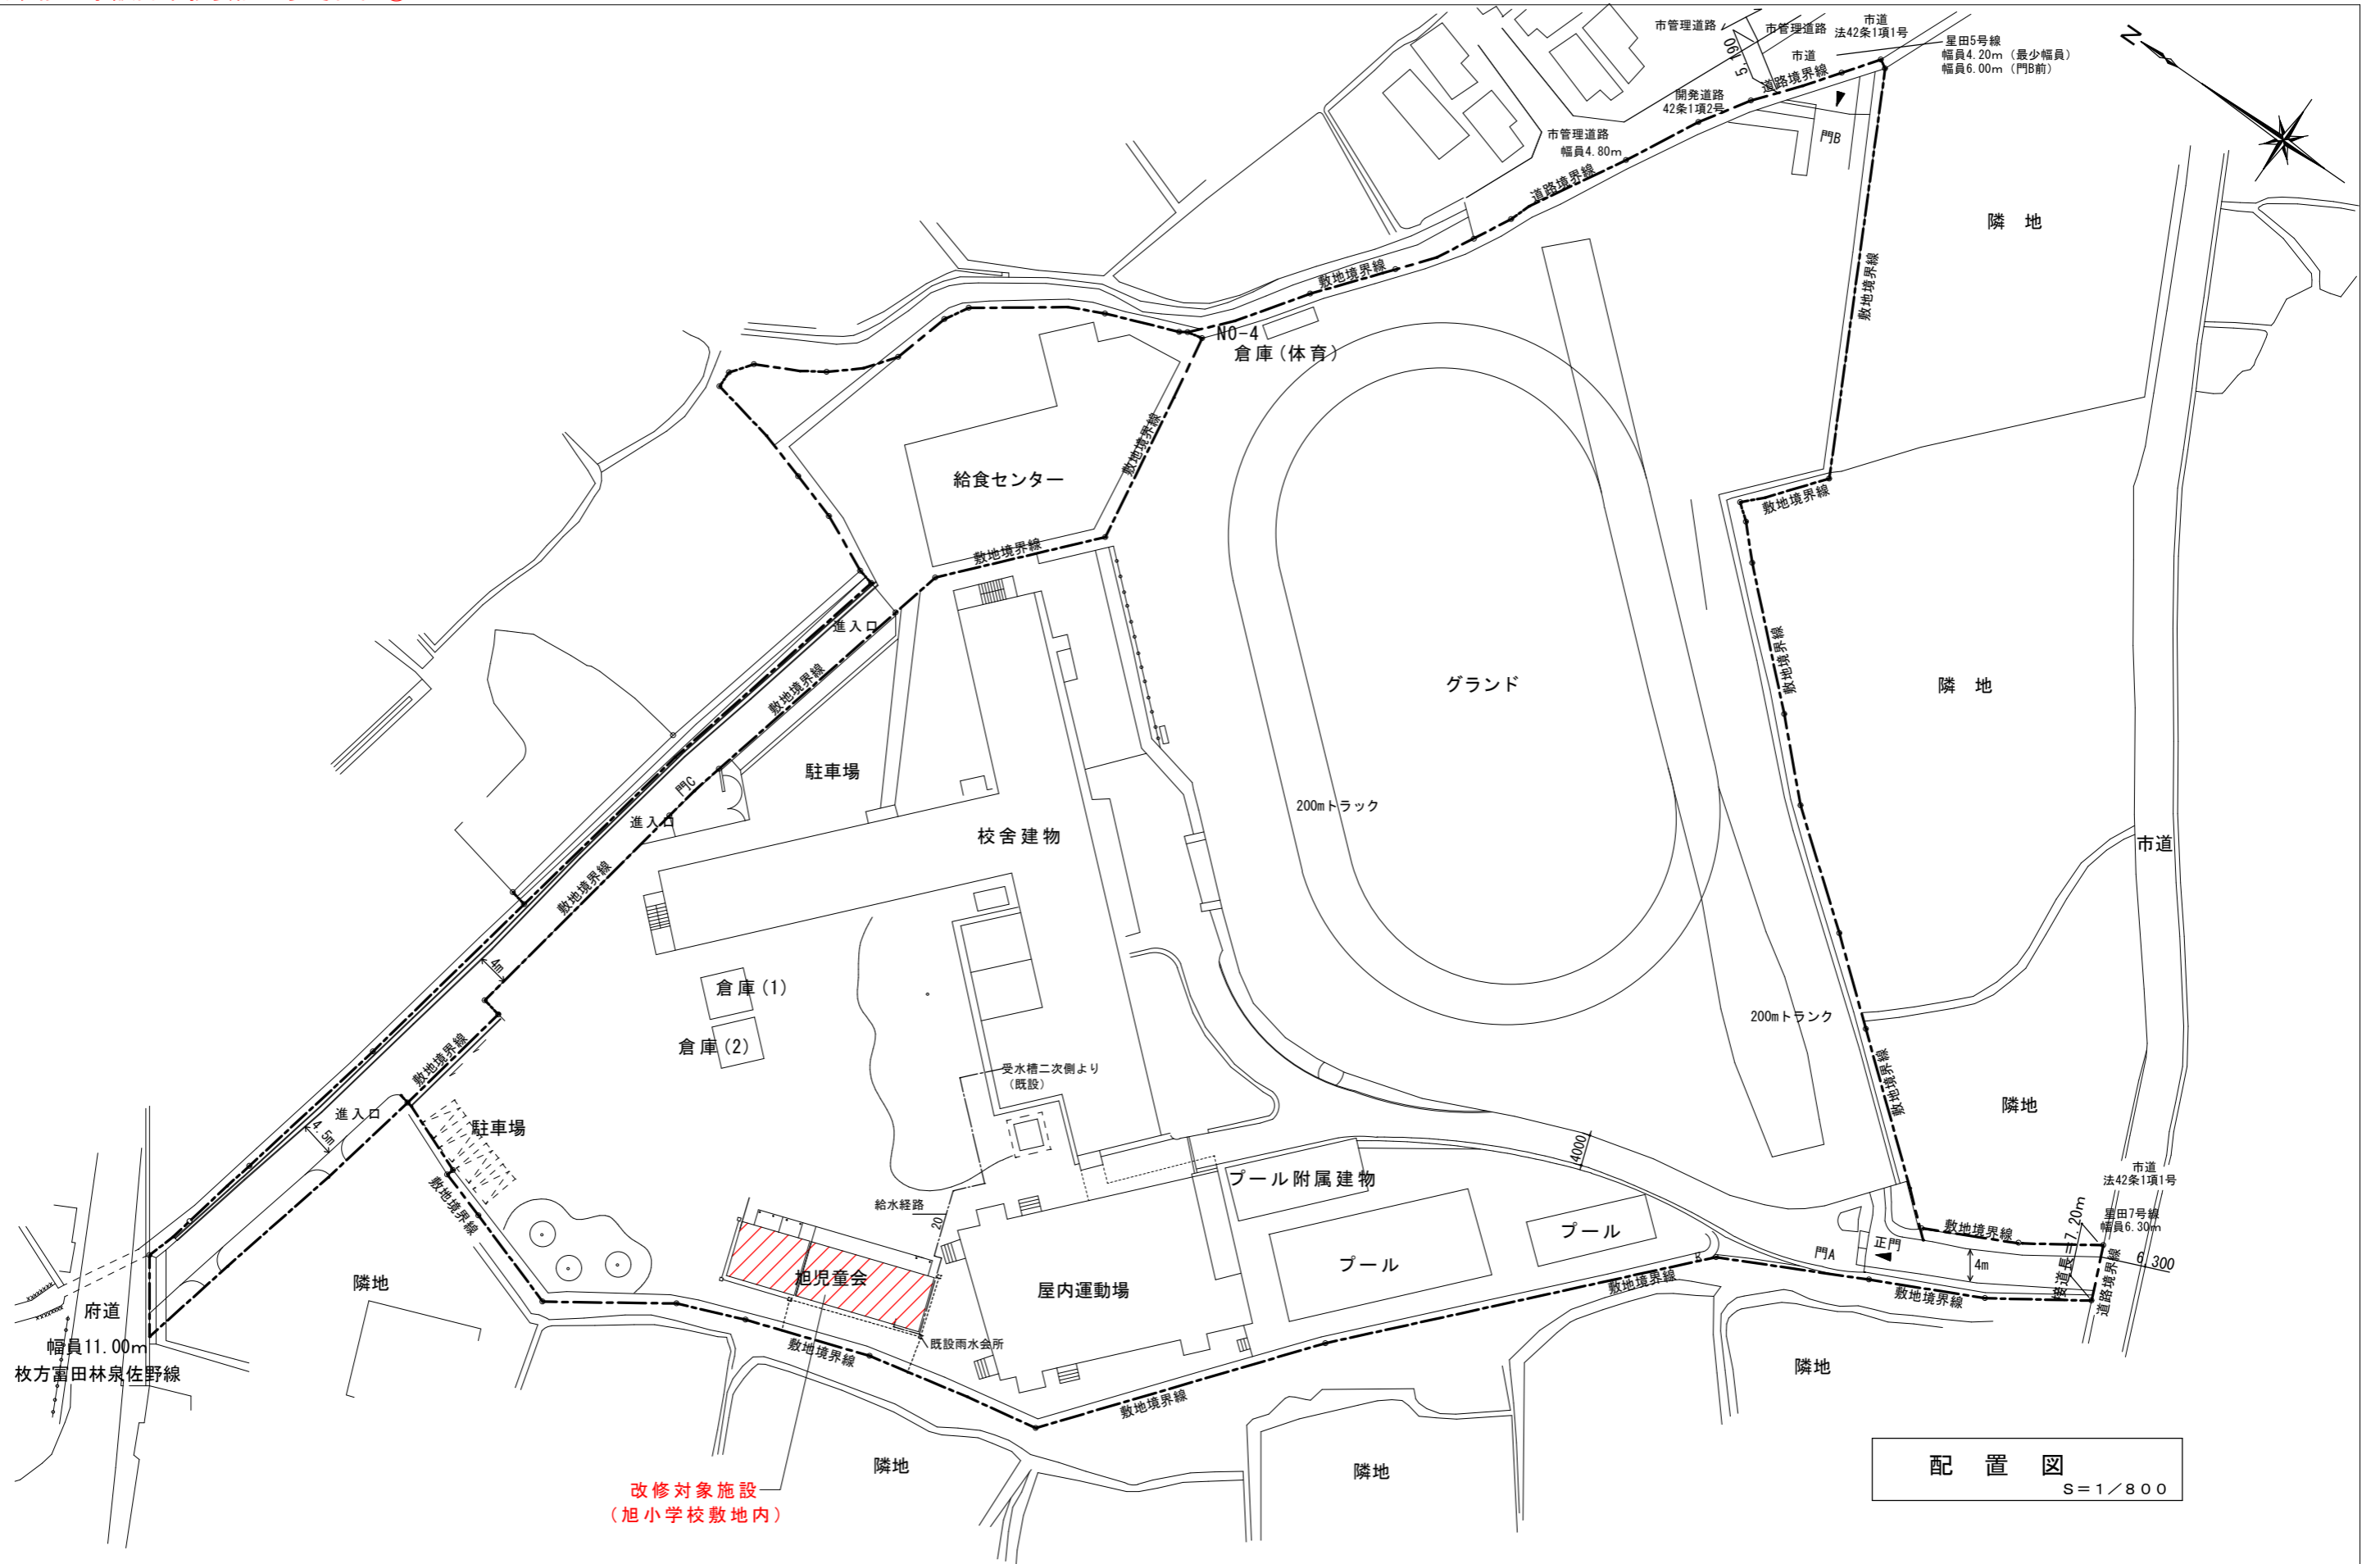 市管理道路
市管理道路
市道
法42条1項1号
市道
星田5号線
幅員4.20m（最少幅員）
幅員6.00m（門B前）
5.190
道路境界線
開発道路
42条1項2号
門B
市管理道路
幅員4.80m
道路境界線
N
隣 地
敷地境界線
敷地境界線
NO-4
倉庫(体育)
敷地境界線
給食センター
敷地境界線
敷地境界線
進入口
敷地境界線
グランド
敷地境界線
隣 地
門C
駐車場
進入口
200mトラック
校舎建物
市道
敷地境界線
4m
倉庫(1)
倉庫(2)
200mトランク
受水槽二次側より
(既設)
敷地境界線
敷地境界線
進入口
4.5m
駐車場
隣地
4000
プール附属建物
敷地境界線
給水経路
20
市道
法42条1項1号
星田7号線
幅員6.30m
敷地境界線
接道長=7.20m
6,300
プール
プール
門A
正門
4m
道路境界線
旭児童会
屋内運動場
敷地境界線
敷地境界線
隣地
府道
幅員11.00m
枚方富田林泉佐野線
既設雨水会所
敷地境界線
敷地境界線
隣地
隣地
隣地
改修対象施設
(旭小学校敷地内)
配 置 図
S=1／800